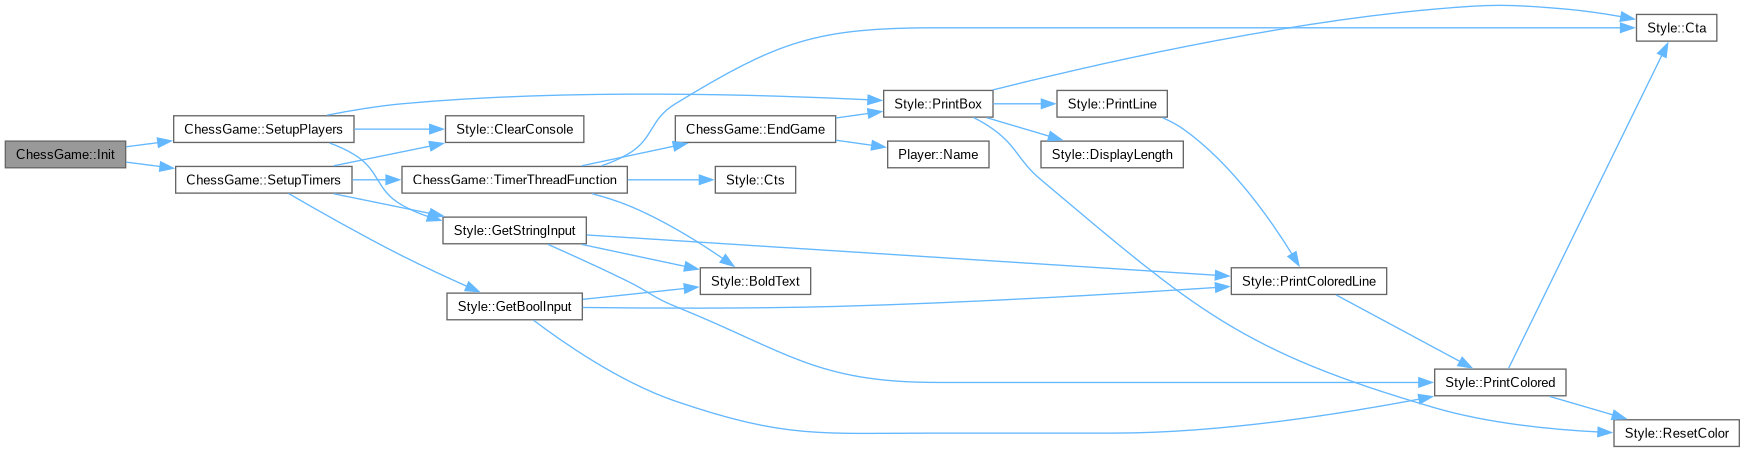 Style::Cta
Style::PrintBox
Style::PrintLine
ChessGame::SetupPlayers
Style::ClearConsole
ChessGame::EndGame
ChessGame::Init
Player::Name
Style::DisplayLength
ChessGame::SetupTimers
ChessGame::TimerThreadFunction
Style::Cts
Style::GetStringInput
Style::BoldText
Style::PrintColoredLine
Style::GetBoolInput
Style::PrintColored
Style::ResetColor